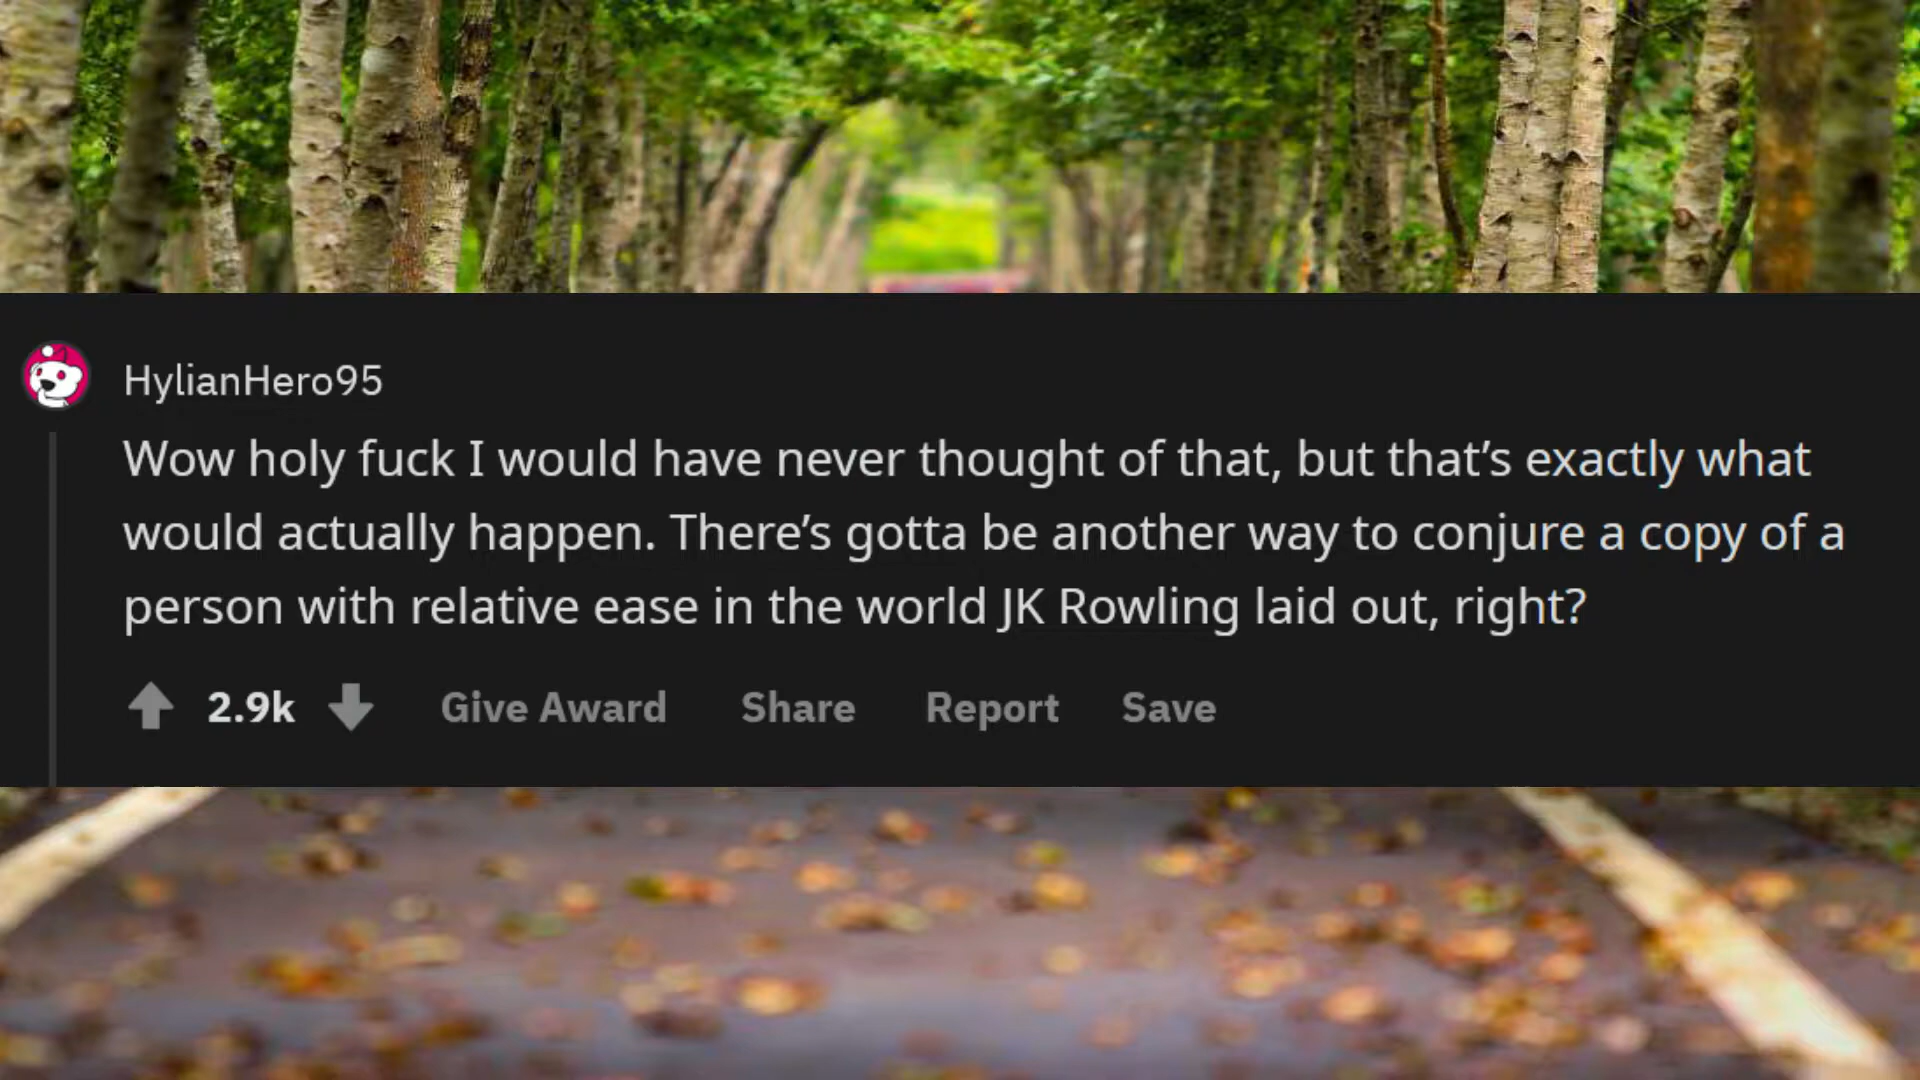 HylianHero95
Wow holy fuck I would have never thought of that, but that’s exactly what
would actually happen. There’s gotta be another way to conjure a copy of a
person with relative ease in the world JK Rowling laid out, right?
2.9k Give Award Share Report Save